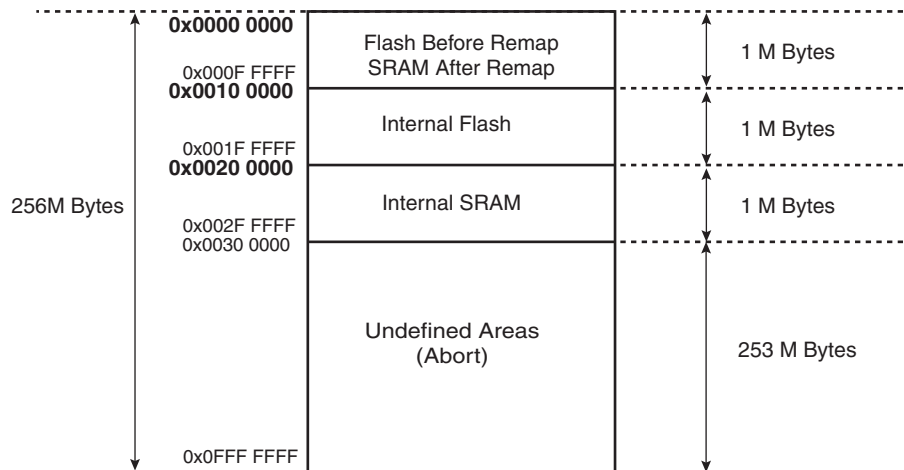 0x0000 0000
Flash Before Remap
SRAM After Remap
1 M Bytes
0x000F FFFF
0x0010 0000
Internal Flash
1 M Bytes
0x001F FFFF
0x0020 0000
256M Bytes
Internal SRAM
1 M Bytes
0x002F FFFF
0x0030 0000
Undefined Areas
(Abort)
253 M Bytes
0x0FFF FFFF